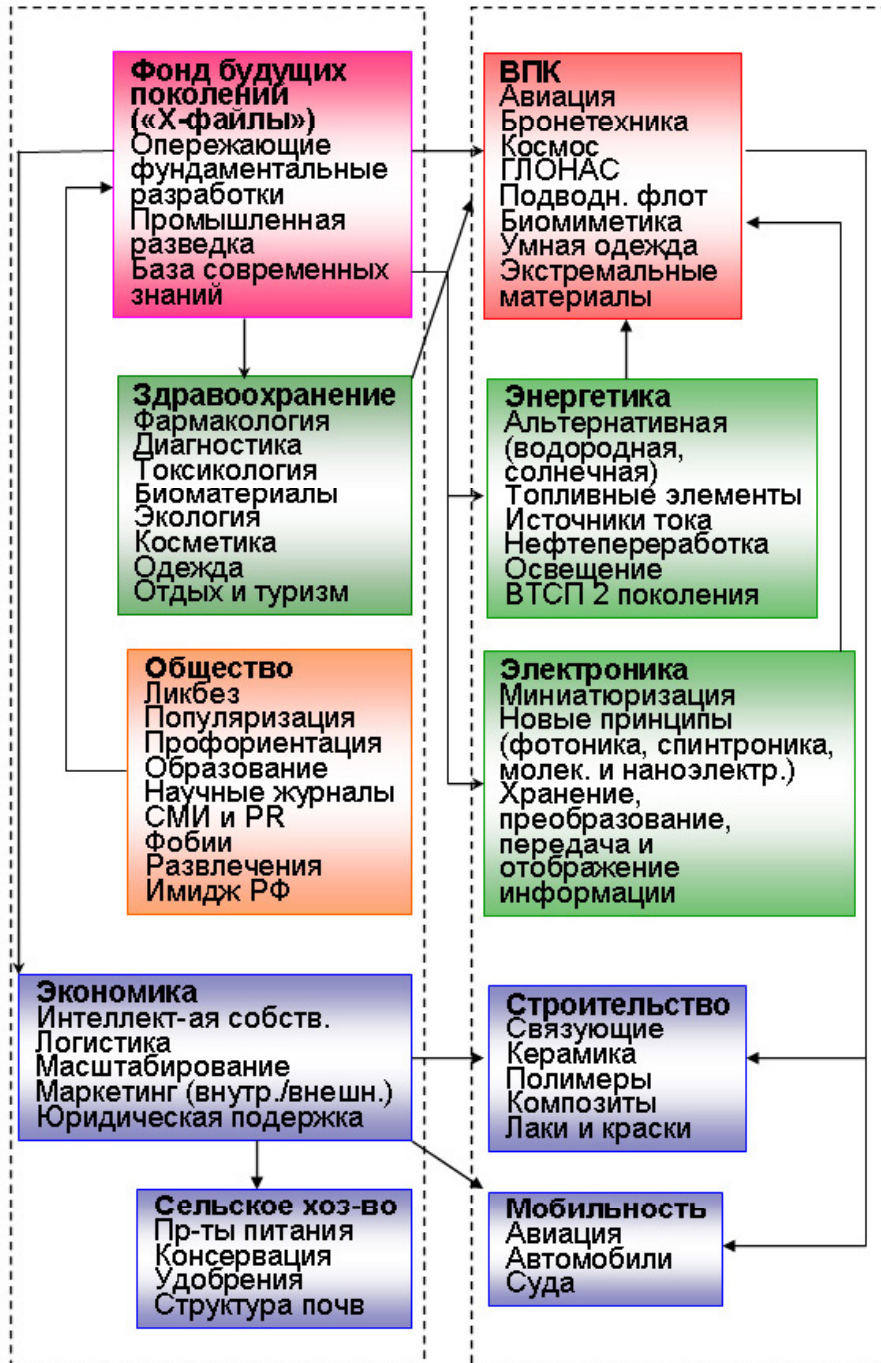 Фонд будущих
поколений
(«Х-файлы»)
Опережающие
фундаментальные
разработки
Промышленная
разведка
База современных
знаний
ВПК
Авиация
Бронетехника
Космос
ГЛОНАС
Подводн. флот
Биомиметика
Умная одежда
Экстремальные
материалы
Здравоохранение
Фармакология
Диагностика
Токсикология
Биоматериалы
Экология
Косметика
Одежда
Отдых и туризм
Энергетика
Альтернативная
(водородная,
солнечная)
Топливные элементы
Источники тока
Нефтепереработка
Освещение
ВТСП 2 поколения
Общество
Ликбез
Популяризация
Профориентация
Образование
Научные журналы
СМИ и PR
Фобии
Развлечения
Имидж РФ
Электроника
Миниатюризация
Новые принципы
(фотоника, спинтроника,
молек. и наноэлектр.)
Хранение,
преобразование,
передача и
отображение
информации
Экономика
Интеллект-ая собств.
Логистика
Масштабирование
Маркетинг (внутр./внешн.)
Юридическая подержка
Строительство
Связующие
Керамика
Полимеры
Композиты
Лаки и краски
Сельское хоз-во
Пр-ты питания
Консервация
Удобрения
Структура почв
Мобильность
Авиация
Автомобили
Суда